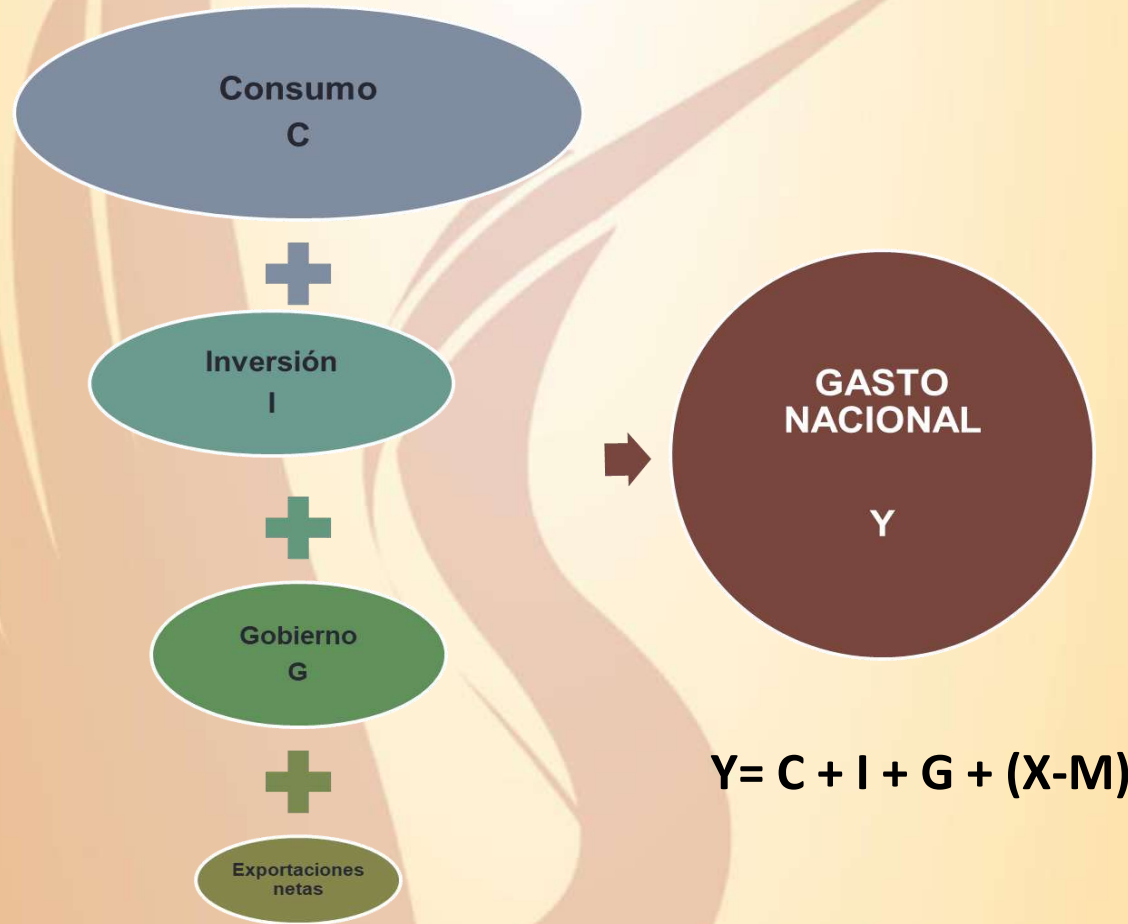 Consumo
C
Inversión
I
Gobierno
G
Exportaciones
netas
GASTO
NACIONAL
Y
Y= C + I + G + (X-M)